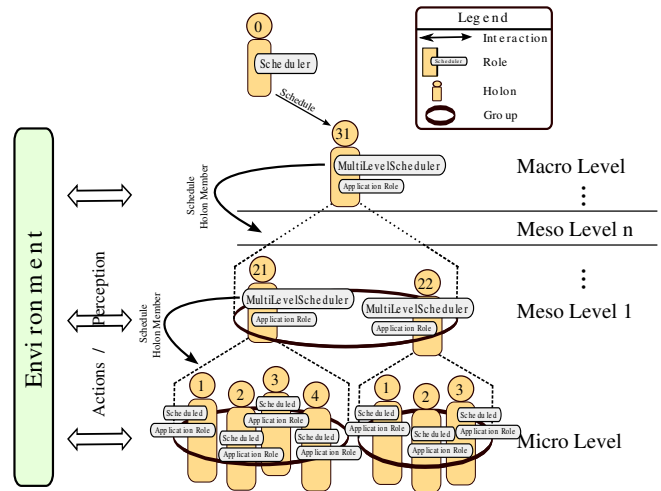 0
Scheduler
Legend
Interaction
Scheduler
Role
Holon
Group
Schedule
31
MultiLevelScheduler
Application Role
Macro Level
Schedule
Holon Member
Meso Level n
21
22
MultiLevelScheduler
MultiLevelScheduler
Application Role
Application Role
Meso Level 1
Schedule
Holon Member
Environment
Actions / Perception
1
2
3
4
1
2
3
Scheduled
Scheduled
Scheduled
Scheduled
Application Role
Application Role
Application Role
Application Role
Scheduled
Scheduled
Scheduled
Application Role
Application Role
Application Role
Micro Level